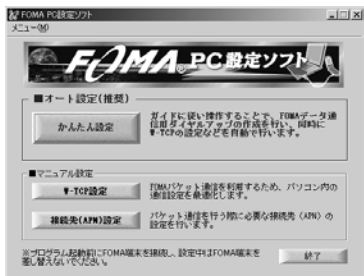 FOMA PC設定ソフト
メニュー(M)
FOMA PC設定ソフト
■オート設定(推奨)
かんたん設定
ガイドに従い操作することで、FOMAデータ通
信用ダイヤルアップの作成を行い、同時に
W-TCPの設定などを自動で行います。
■マニュアル設定
W-TCP設定
FOMAパケット通信を利用するため、パソコン内の
通信設定を最適化します。
接続先(APN)設定
パケット通信を行う際に必要な接続先(APN)の
設定を行います。
※プログラム起動前にFOMA端末を接続し、設定中はFOMA端末を
差し替えないでください。
終了